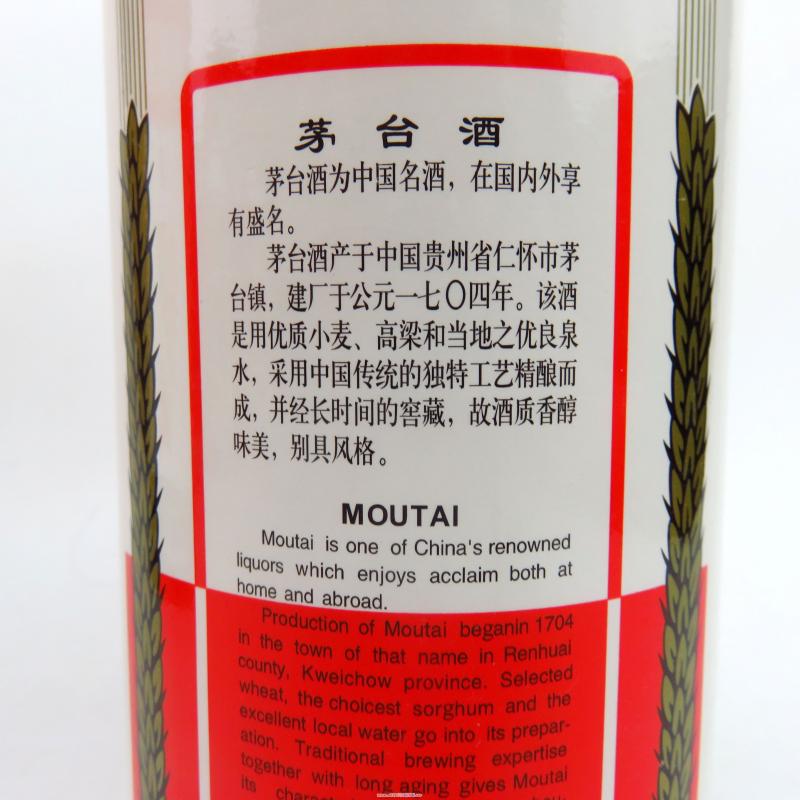 茅台酒
茅台酒为中国名酒，在国内外享
有盛名。
茅台酒产于中国贵州省仁怀市茅
台镇，建厂于公元一七〇四年。该酒
是用优质小麦、高粱和当地之优良泉
水，采用中国传统的独特工艺精酿而
成，并经长时间的窖藏，故酒质香醇
味美，别具风格。
MOUTAI
Moutai is one of China's renowned
liquors which enjoys acclaim both at
home and abroad.
Production of Moutai beganin 1704
in the town of that name in Renhuai
county, Kweichow province. Selected
wheat, the choicest sorghum and the
excellent local water go into its prepar-
ation. Traditional brewing expertise
together with long aging gives Moutai
its